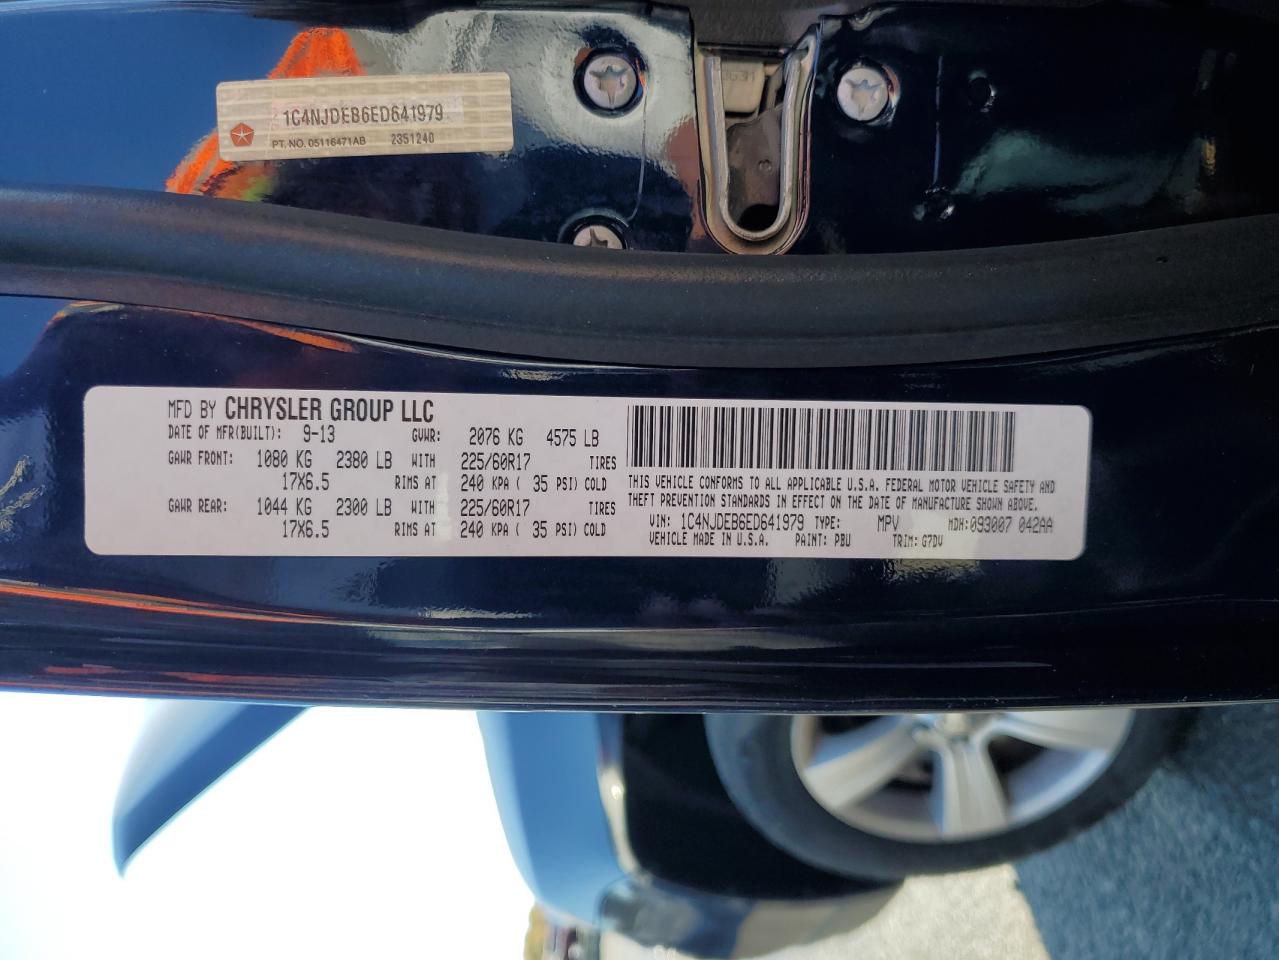 1C4NJDEB6ED641979
PT. NO. 05116471AB 2351240
MFD BY CHRYSLER GROUP LLC
DATE OF MFR(BUILT): 9-13 GVWR: 2076 KG 4575 LB
GAWR FRONT: 1080 KG 2380 LB WITH 225/60R17 TIRES
17X6.5 RIMS AT 240 KPA ( 35 PSI) COLD
GAWR REAR: 1044 KG 2300 LB WITH 225/60R17 TIRES
17X6.5 RIMS AT 240 KPA ( 35 PSI) COLD
THIS VEHICLE CONFORMS TO ALL APPLICABLE U.S.A. FEDERAL MOTOR VEHICLE SAFETY AND
THEFT PREVENTION STANDARDS IN EFFECT ON THE DATE OF MANUFACTURE SHOWN ABOVE.
VIN: 1C4NJDEB6ED641979 TYPE: MPV MDH: 093007 042AA
VEHICLE MADE IN U.S.A. PAINT: PBU TRIM: G7DV